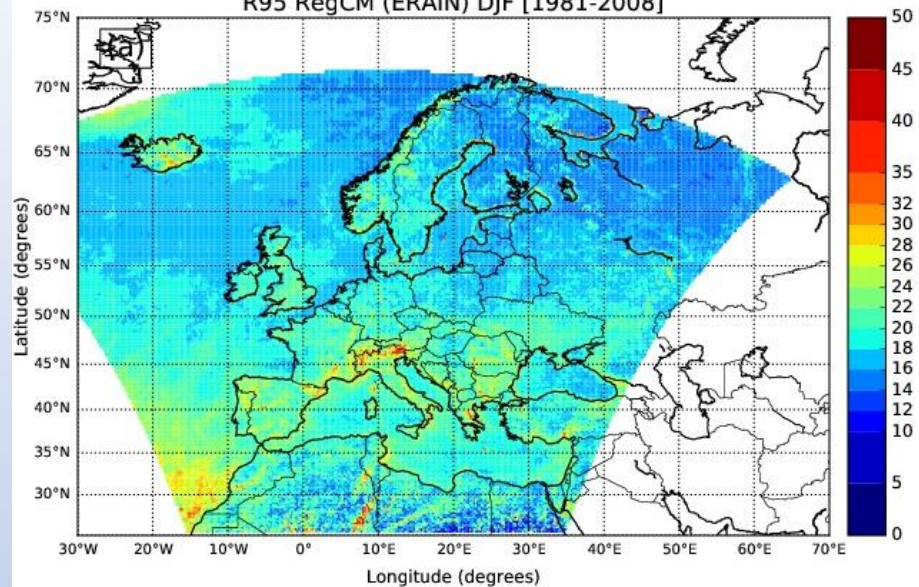 R95 RegCM (ERAIN) DJF [1981-2008]
(a)
75°N
70°N
65°N
60°N
55°N
50°N
45°N
40°N
35°N
30°N
Latitude (degrees)
30°W 20°W 10°W 0° 10°E 20°E 30°E 40°E 50°E 60°E 70°E
Longitude (degrees)
50
45
40
35
32
30
28
26
24
22
20
18
16
14
12
10
5
0